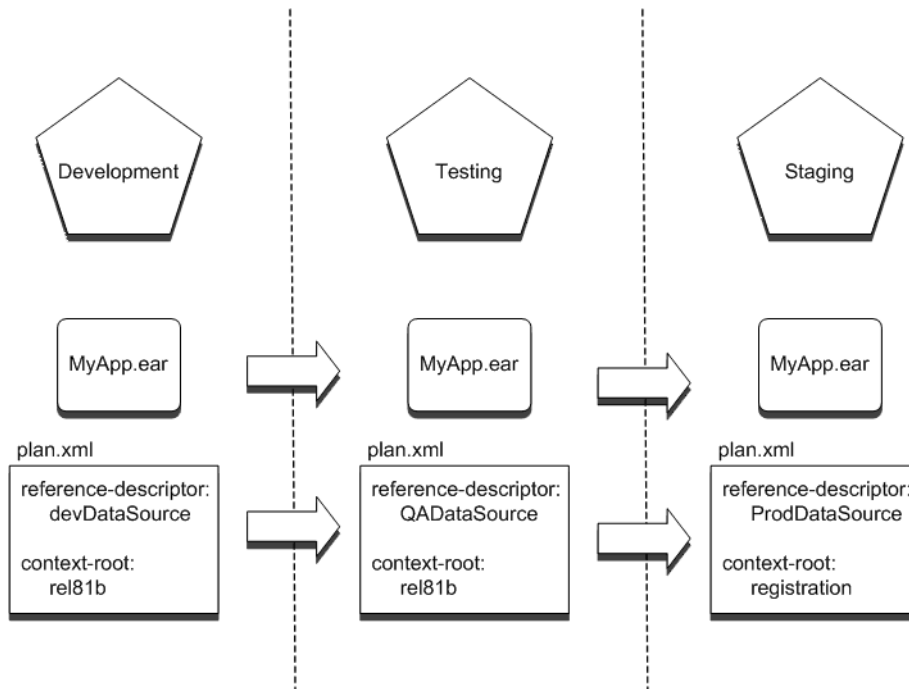 Development
Testing
Staging
MyApp.ear
MyApp.ear
MyApp.ear
plan.xml
reference-descriptor:
devDataSource
context-root:
rel81b
plan.xml
reference-descriptor:
QADataSource
context-root:
rel81b
plan.xml
reference-descriptor:
ProdDataSource
context-root:
registration